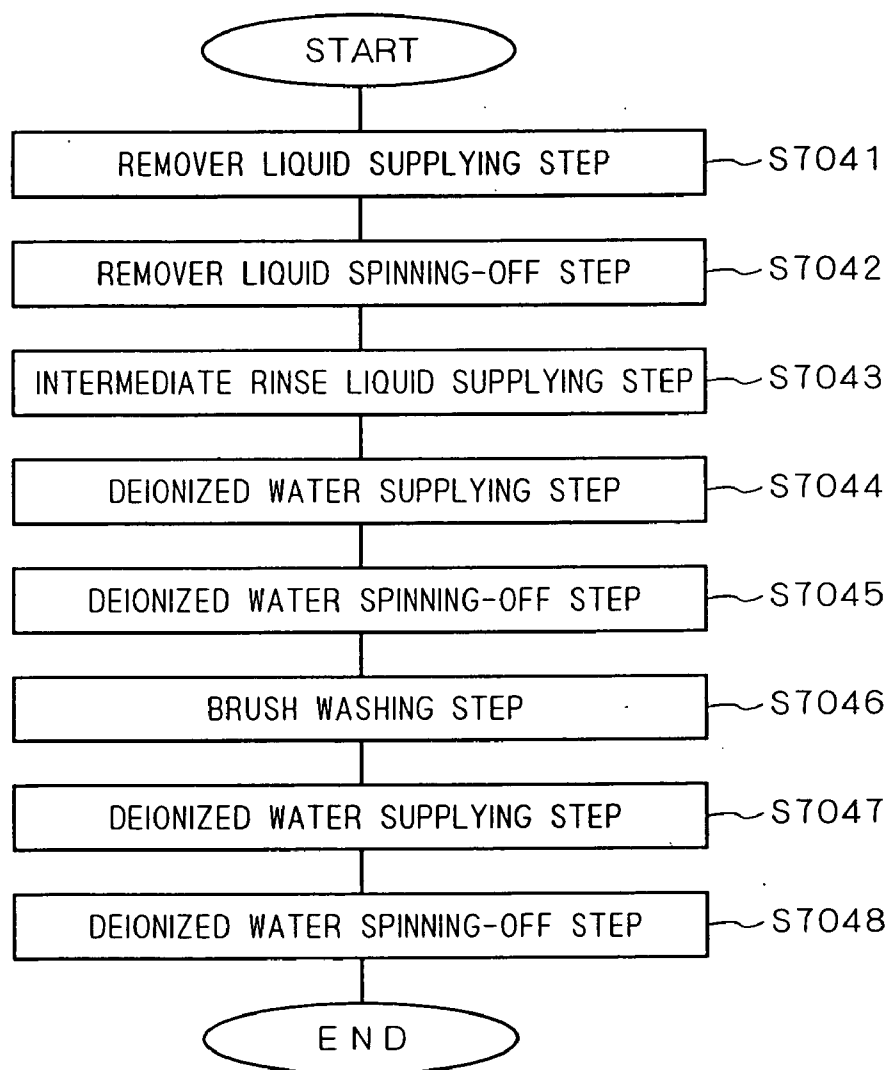 START
REMOVER LIQUID SUPPLYING STEP S7041
REMOVER LIQUID SPINNING-OFF STEP S7042
INTERMEDIATE RINSE LIQUID SUPPLYING STEP S7043
DEIONIZED WATER SUPPLYING STEP S7044
DEIONIZED WATER SPINNING-OFF STEP S7045
BRUSH WASHING STEP S7046
DEIONIZED WATER SUPPLYING STEP S7047
DEIONIZED WATER SPINNING-OFF STEP S7048
END